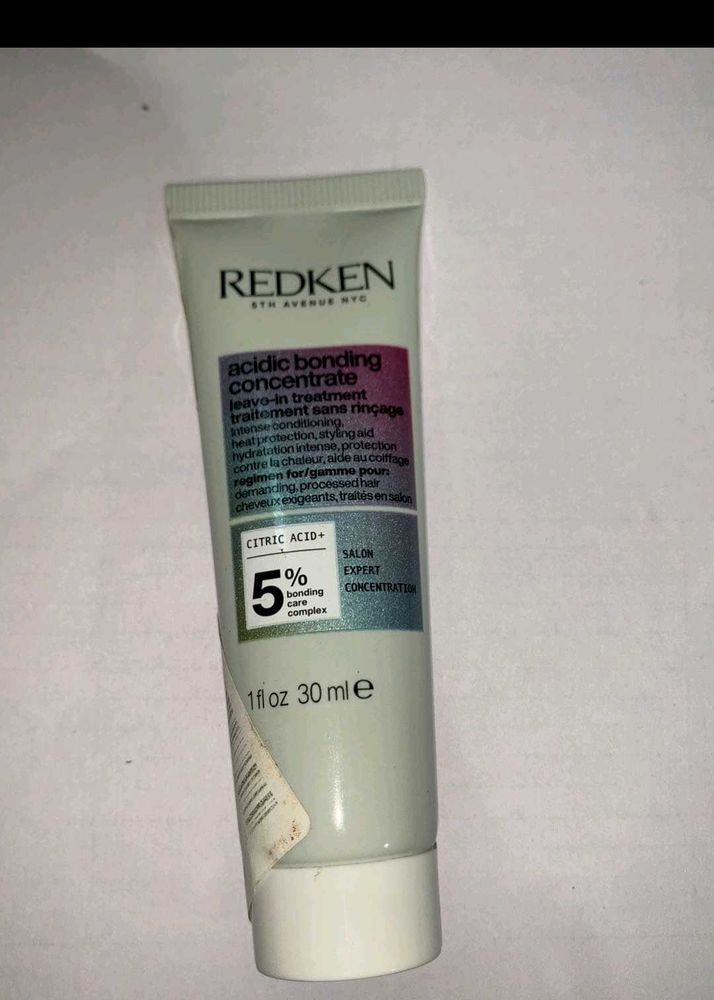 REDKEN
5TH AVENUE NYC
acidic bonding
concentrate
leave-in treatment
traitement sans rinçage
Intense conditioning,
heat protection, styling aid
hydratation intense, protection
contre la chaleur, aide au coiffage
regimen for/gamme pour:
demanding, processed hair
cheveux exigeants, traités en salon
CITRIC ACID+
5%
bonding
care
complex
SALON
EXPERT
CONCENTRATION
1 fl oz 30 ml e